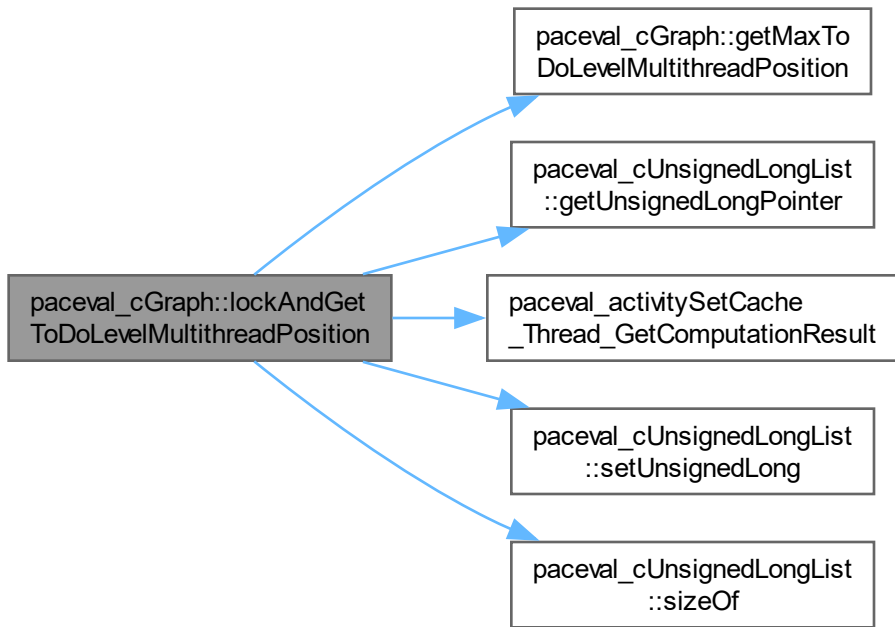 paceval_cGraph::getMaxTo
DoLevelMultithreadPosition
paceval_cUnsignedLongList
::getUnsignedLongPointer
paceval_cGraph::lockAndGet
ToDoLevelMultithreadPosition
paceval_activitySetCache
_Thread_GetComputationResult
paceval_cUnsignedLongList
::setUnsignedLong
paceval_cUnsignedLongList
::sizeOf